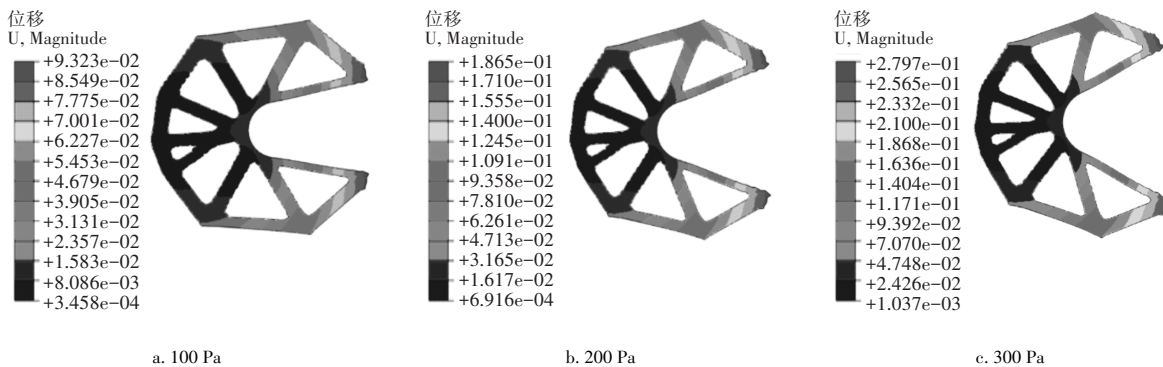 位移
U, Magnitude
+9.323e-02
+8.549e-02
+7.775e-02
+7.001e-02
+6.227e-02
+5.453e-02
+4.679e-02
+3.905e-02
+3.131e-02
+2.357e-02
+1.583e-02
+8.086e-03
+3.458e-04
a. 100 Pa
位移
U, Magnitude
+1.865e-01
+1.710e-01
+1.555e-01
+1.400e-01
+1.245e-01
+1.091e-01
+9.358e-02
+7.810e-02
+6.261e-02
+4.713e-02
+3.165e-02
+1.617e-02
+6.916e-04
b. 200 Pa
位移
U, Magnitude
+2.797e-01
+2.565e-01
+2.332e-01
+2.100e-01
+1.868e-01
+1.636e-01
+1.404e-01
+1.171e-01
+9.392e-02
+7.070e-02
+4.748e-02
+2.426e-02
+1.037e-03
c. 300 Pa